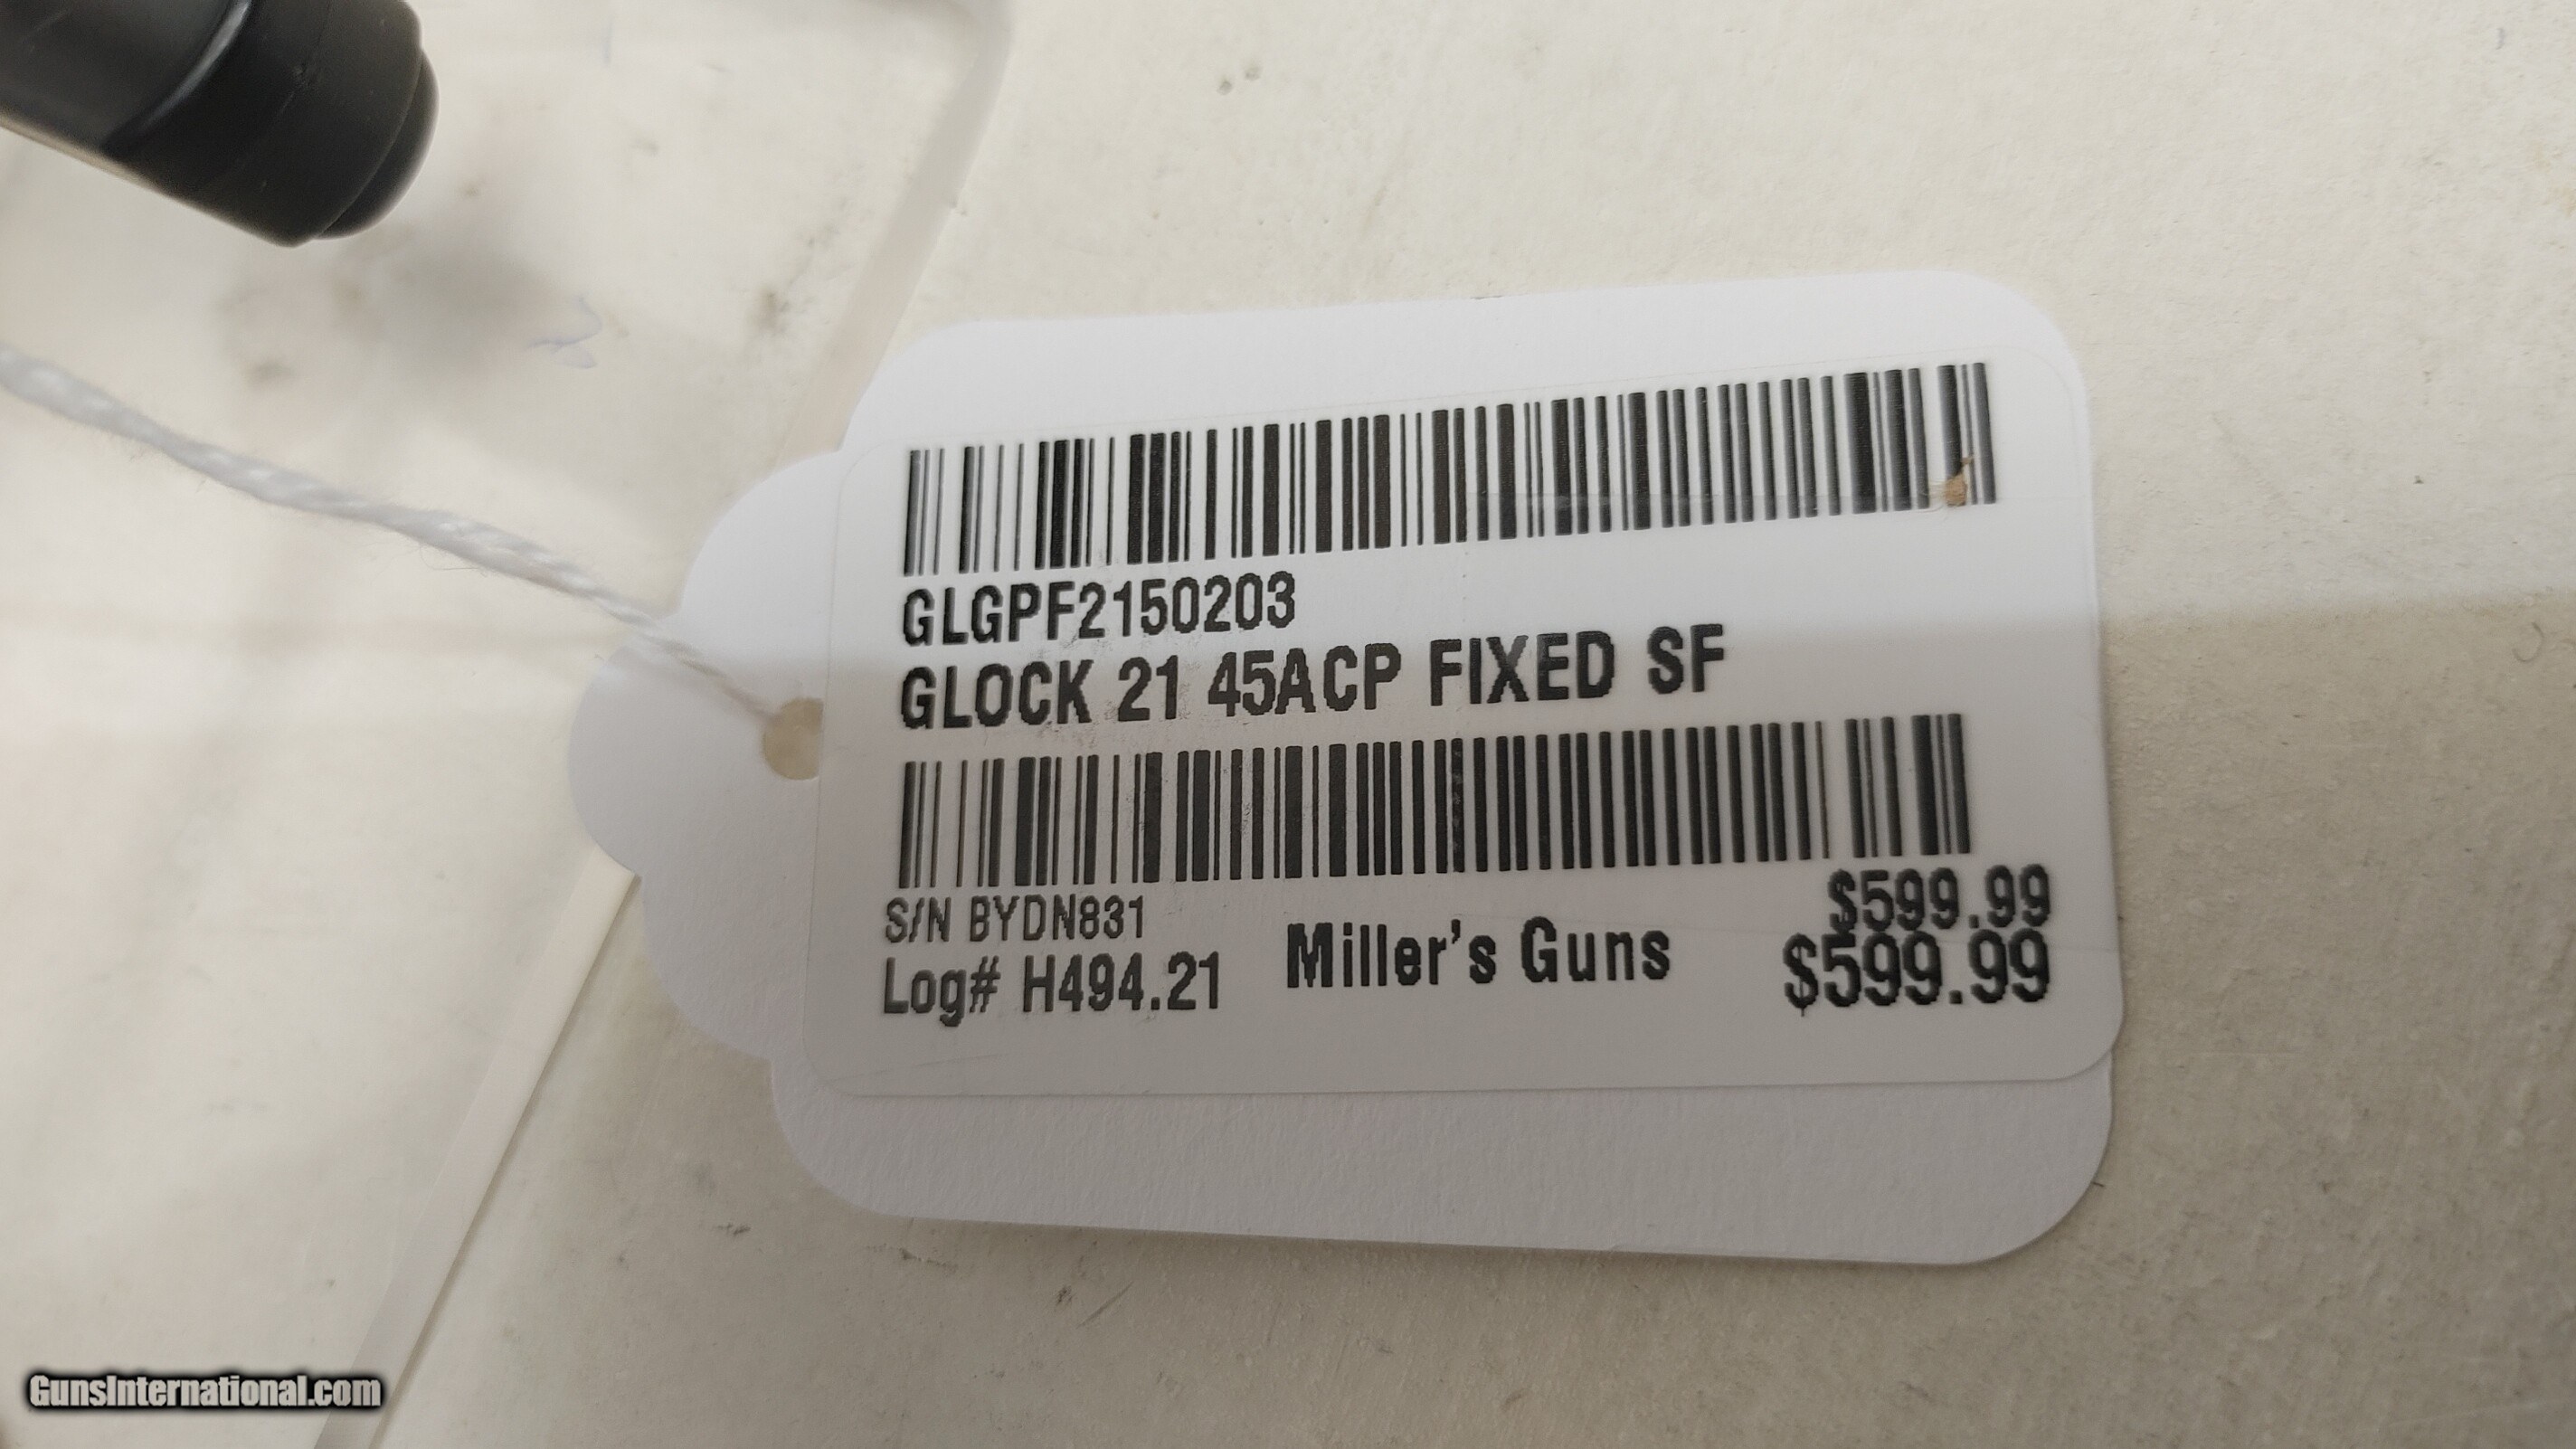 GLGPF2150203
GLOCK 21 45ACP FIXED SF
S/N BYDN831
Log# H494.21
Miller's Guns
$599.99
$599.99
GunsInternational.com